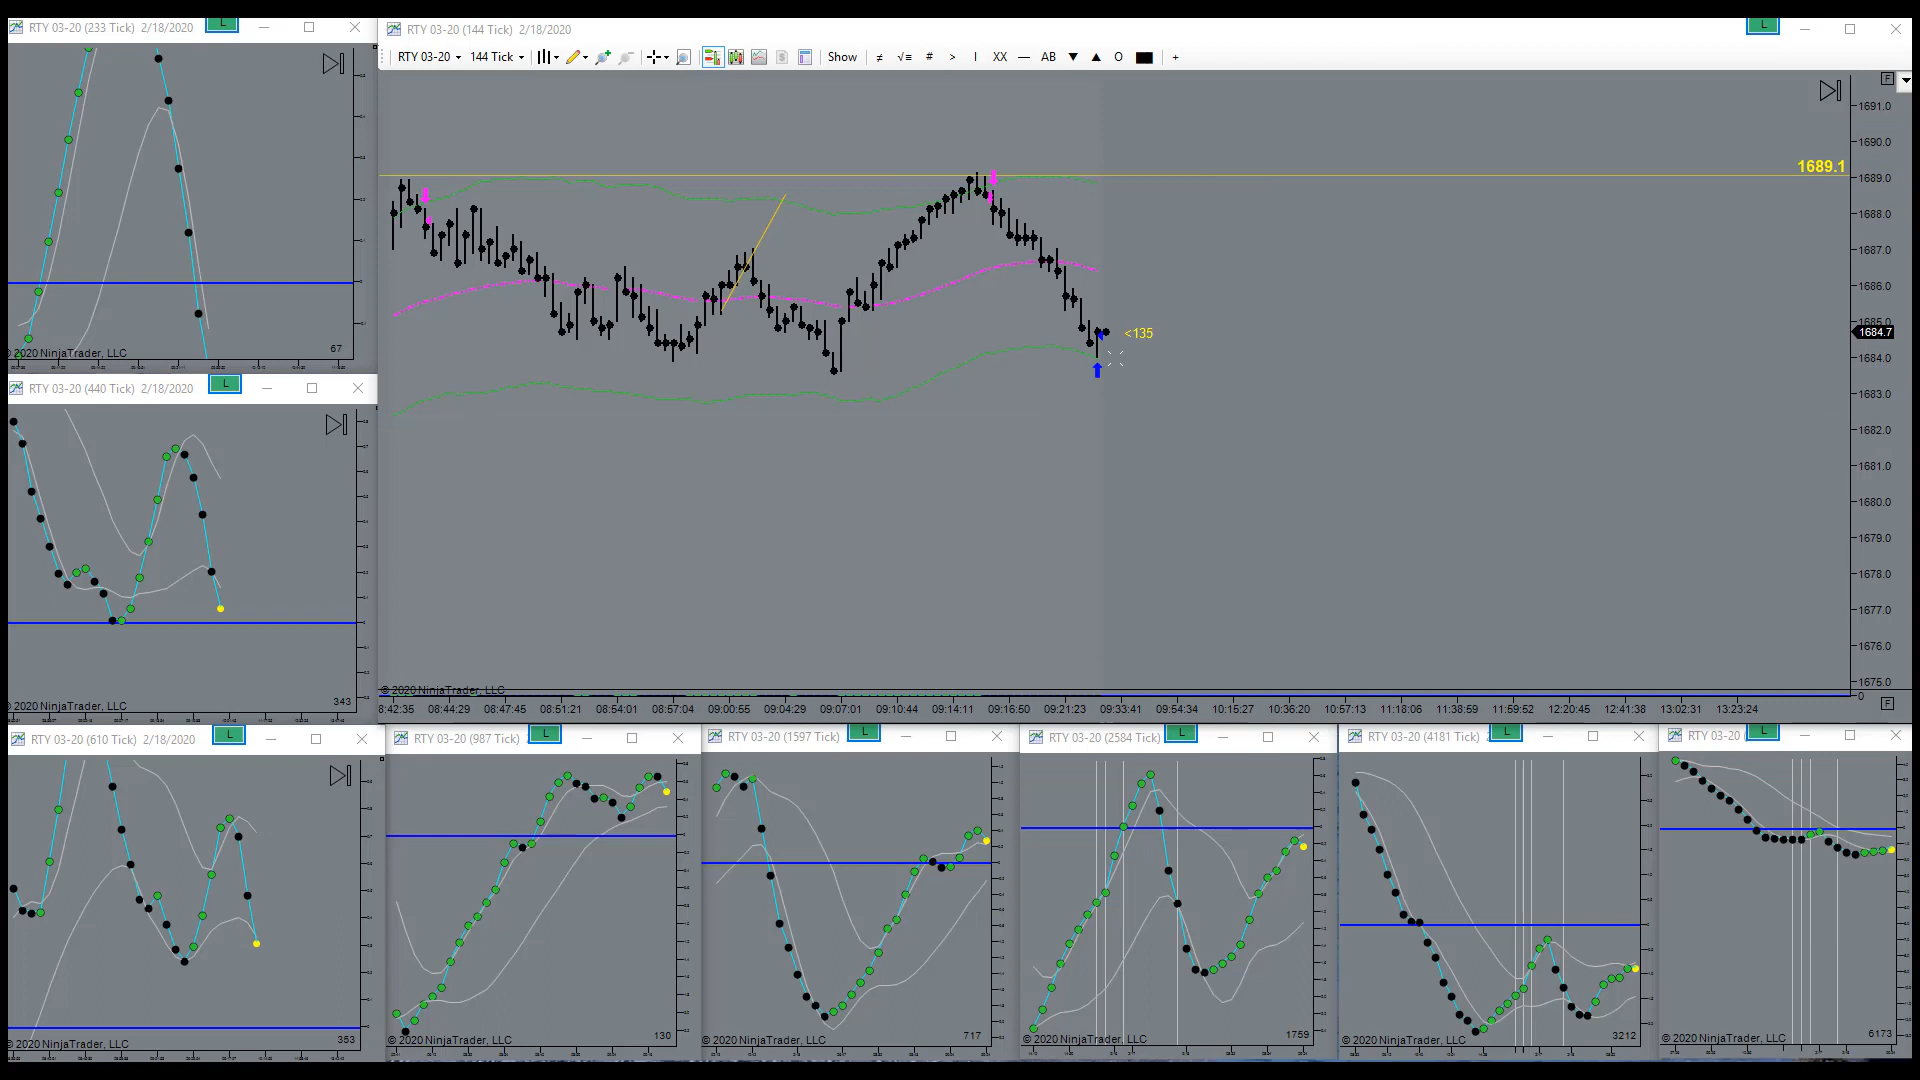 RTY 03-20 (233 Tick) 2/18/2020
L
© 2020 NinjaTrader, LLC
67
RTY 03-20 (144 Tick) 2/18/2020
L
RTY 03-20
144 Tick
Show
≠
√=
#
>
I
XX
—
AB
▼
▲
O
+
F
1691.0
1690.0
1689.1
1689.0
1688.0
1687.0
1686.0
1685.0
<135
1684.7
1684.0
1683.0
1682.0
1681.0
1680.0
1679.0
1678.0
1677.0
1676.0
1675.0
0
F
© 2020 NinjaTrader, LLC
8:42:35 08:44:29 08:47:45 08:51:21 08:54:01 08:57:04 09:00:55 09:04:29 09:07:01 09:10:44 09:14:11 09:16:50 09:21:23 09:33:41 09:54:34 10:15:27 10:36:20 10:57:13 11:18:06 11:38:59 11:59:52 12:20:45 12:41:38 13:02:31 13:23:24
RTY 03-20 (440 Tick) 2/18/2020
L
© 2020 NinjaTrader, LLC
343
RTY 03-20 (610 Tick) 2/18/2020
L
© 2020 NinjaTrader, LLC
353
RTY 03-20 (987 Tick)
L
© 2020 NinjaTrader, LLC
130
RTY 03-20 (1597 Tick)
L
© 2020 NinjaTrader, LLC
717
RTY 03-20 (2584 Tick)
L
© 2020 NinjaTrader, LLC
1759
RTY 03-20 (4181 Tick)
L
© 2020 NinjaTrader, LLC
3212
RTY 03-20
L
© 2020 NinjaTrader, LLC
6173